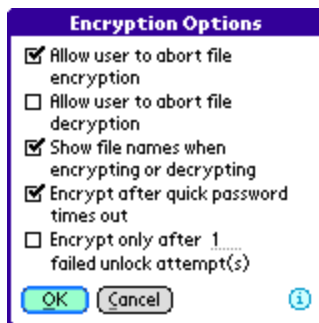 Encryption Options
Allow user to abort file
encryption
Allow user to abort file
decryption
Show file names when
encrypting or decrypting
Encrypt after quick password
times out
Encrypt only after 1
failed unlock attempt(s)
OK Cancel i